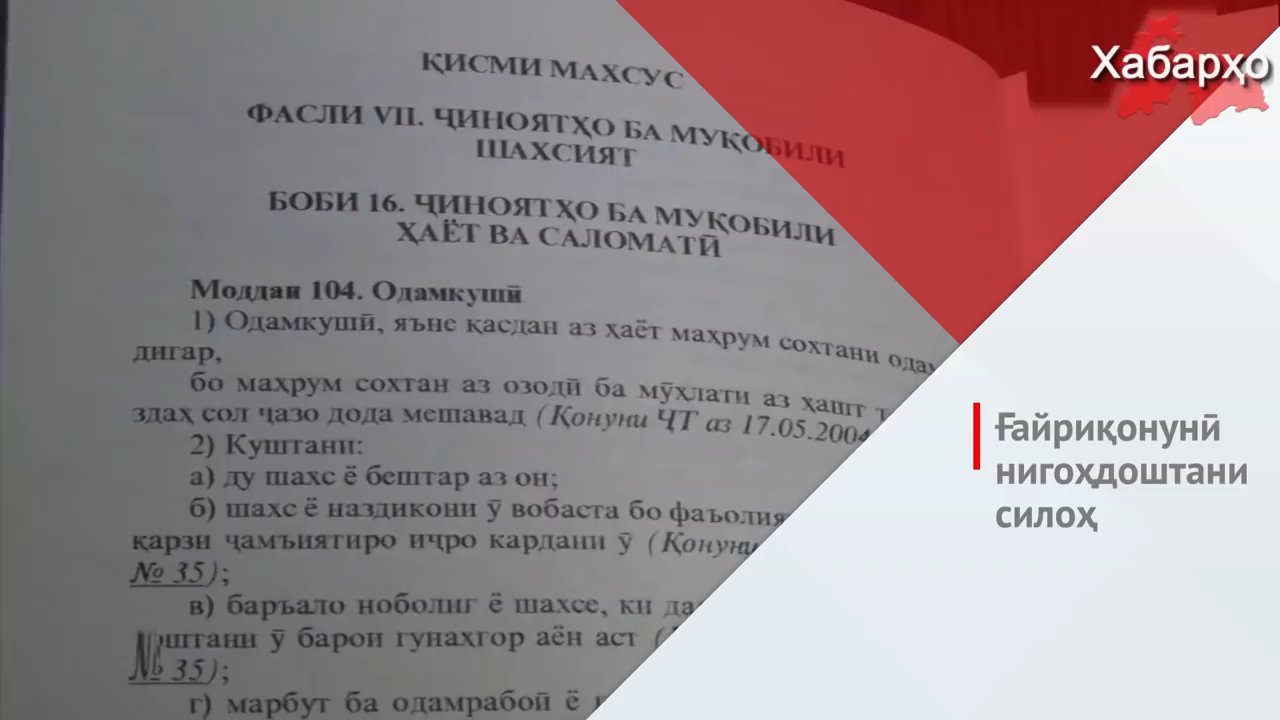 Хабарҳо
ҚИСМИ МАХСУС
ФАСЛИ VII. ҶИНОЯТҲО БА МУҚОБИЛИ
ШАХСИЯТ
БОБИ 16. ҶИНОЯТҲО БА МУҚОБИЛИ
ҲАЁТ ВА САЛОМАТӢ
Моддаи 104. Одамкушӣ
1) Одамкушӣ, яъне қасдан аз ҳаёт маҳрум сохтани
дигар,
бо маҳрум сохтан аз озодӣ ба мӯҳлати аз ҳашт
здаҳ сол ҷазо дода мешавад (Қонуни ҶТ аз 17.05.2004
2) Куштани:
а) ду шахс ё бештар аз он;
б) шахс ё наздикони ӯ вобаста бо
қарзи ҷамъиятиро иҷро кардани ӯ (Қонуни
№ 35);
в) баръало ноболиг ё шахсе, ки
уштани ӯ барои гунаҳгор аён аст
№ 35);
г) марбут ба одамрабоӣ ё
Ғайриқонунӣ
нигоҳдоштани
силоҳ